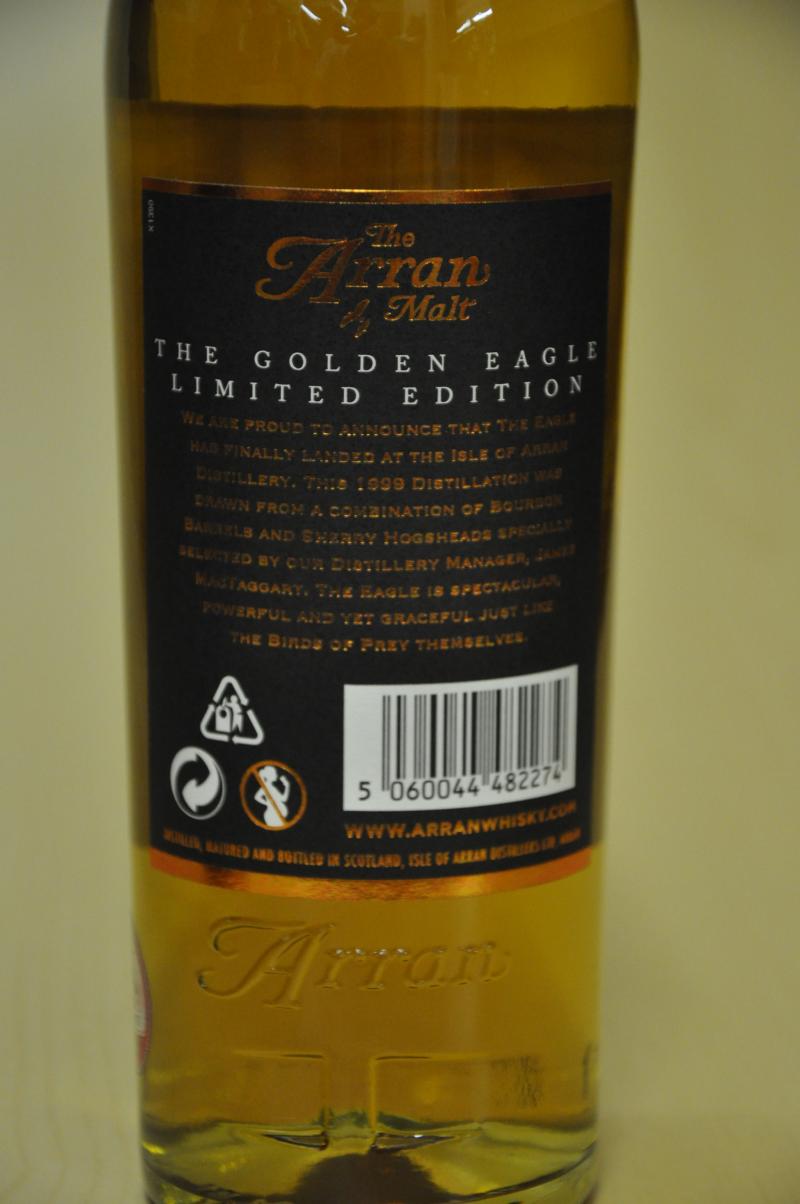 X1390
The
Arran
Malt
THE GOLDEN EAGLE
LIMITED EDITION
WE ARE PROUD TO ANNOUNCE THAT THE EAGLE
HAS FINALLY LANDED AT THE ISLE OF ARRAN
DISTILLERY. THIS 1999 DISTILLATION WAS
DRAWN FROM A COMBINATION OF BOURBON
BARRELS AND SHERRY HOGSHEADS SPECIALLY
SELECTED BY OUR DISTILLERY MANAGER, JAMES
MACTAGGART. THE EAGLE IS SPECTACULAR,
POWERFUL AND YET GRACEFUL JUST LIKE
THE BIRDS OF PREY THEMSELVES.
5 060044 482274
WWW.ARRANWHISKY.COM
DISTILLED, MATURED AND BOTTLED IN SCOTLAND, ISLE OF ARRAN DISTILLERS LTD, ARRAN
Arran